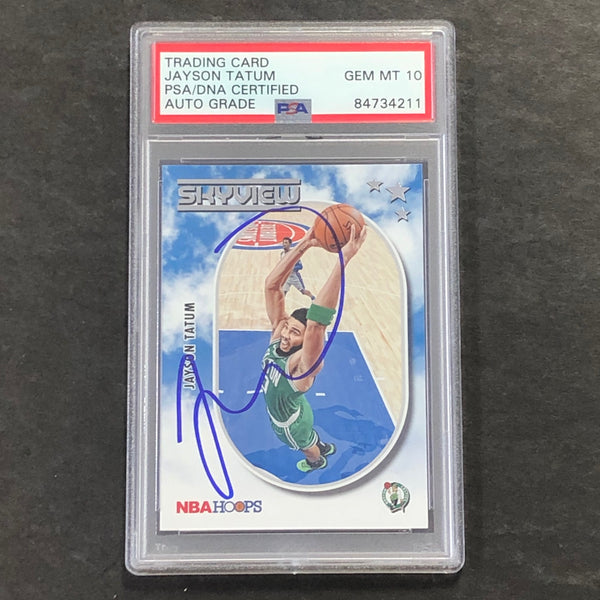 TRADING CARD
JAYSON TATUM GEM MT 10
PSA/DNA CERTIFIED
AUTO GRADE PSA 84734211
SKYVIEW
JAYSON TATUM
NBA HOOPS